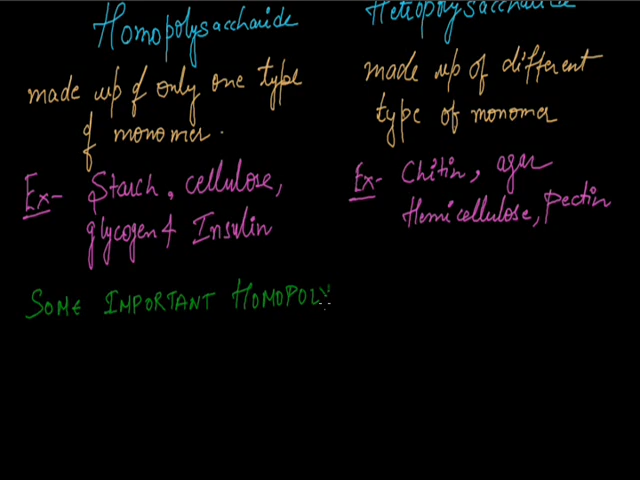 Homopolysaccharide
made up of only one type
of monomer.
Ex- Starch, cellulose,
glycogen & Insulin
Hetropolysaccharide
made up of different
type of monomer
Ex- Chitin, agar
Hemicellulose, pectin
SOME IMPORTANT HOMOPOLY